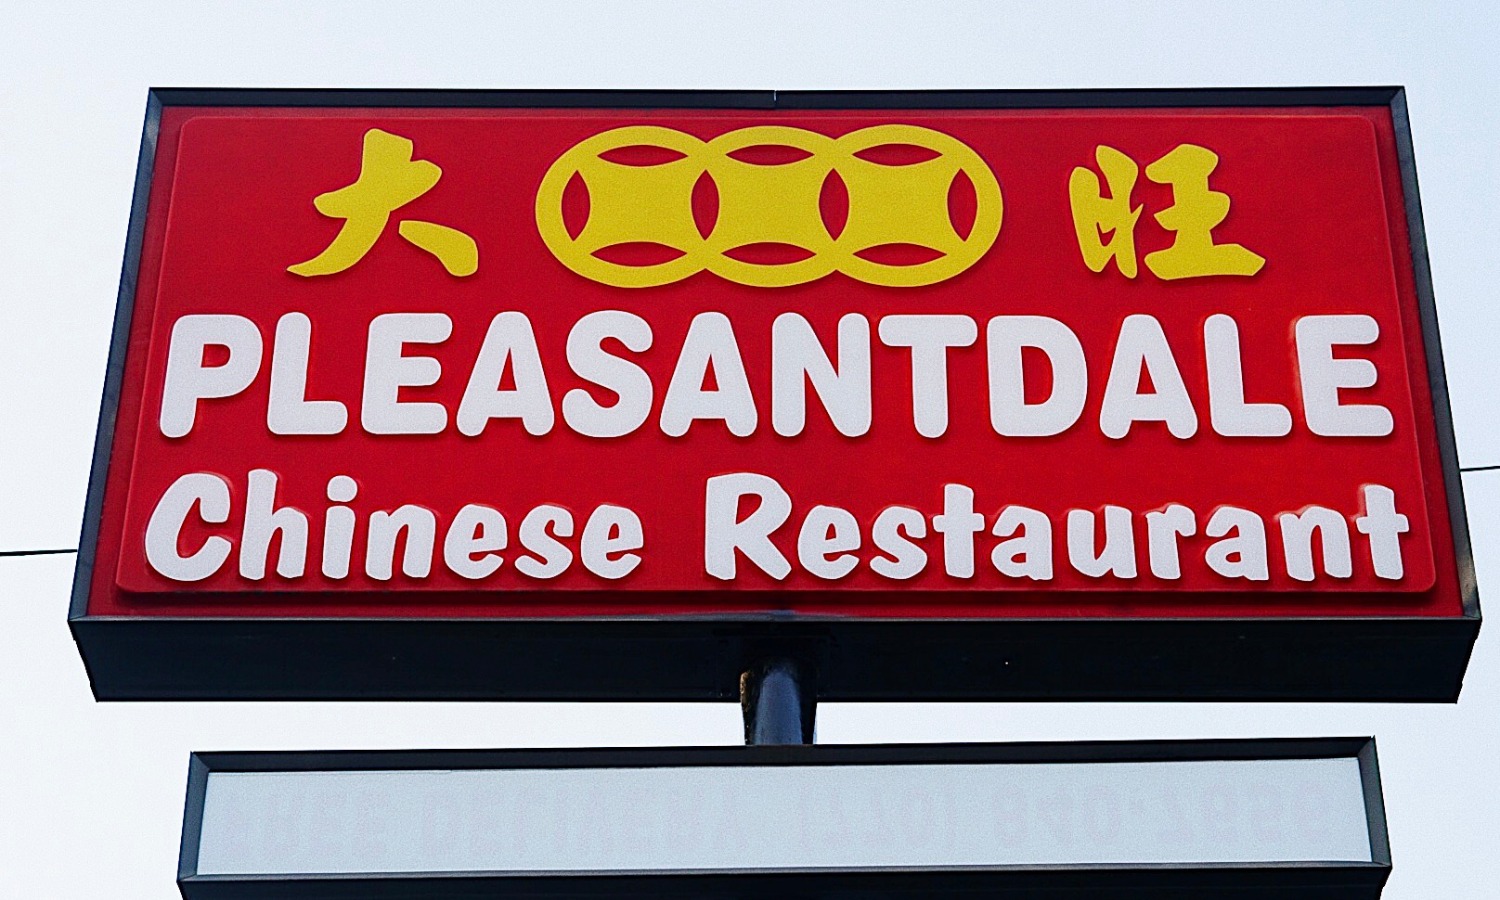 大 旺
PLEASANTDALE
Chinese Restaurant